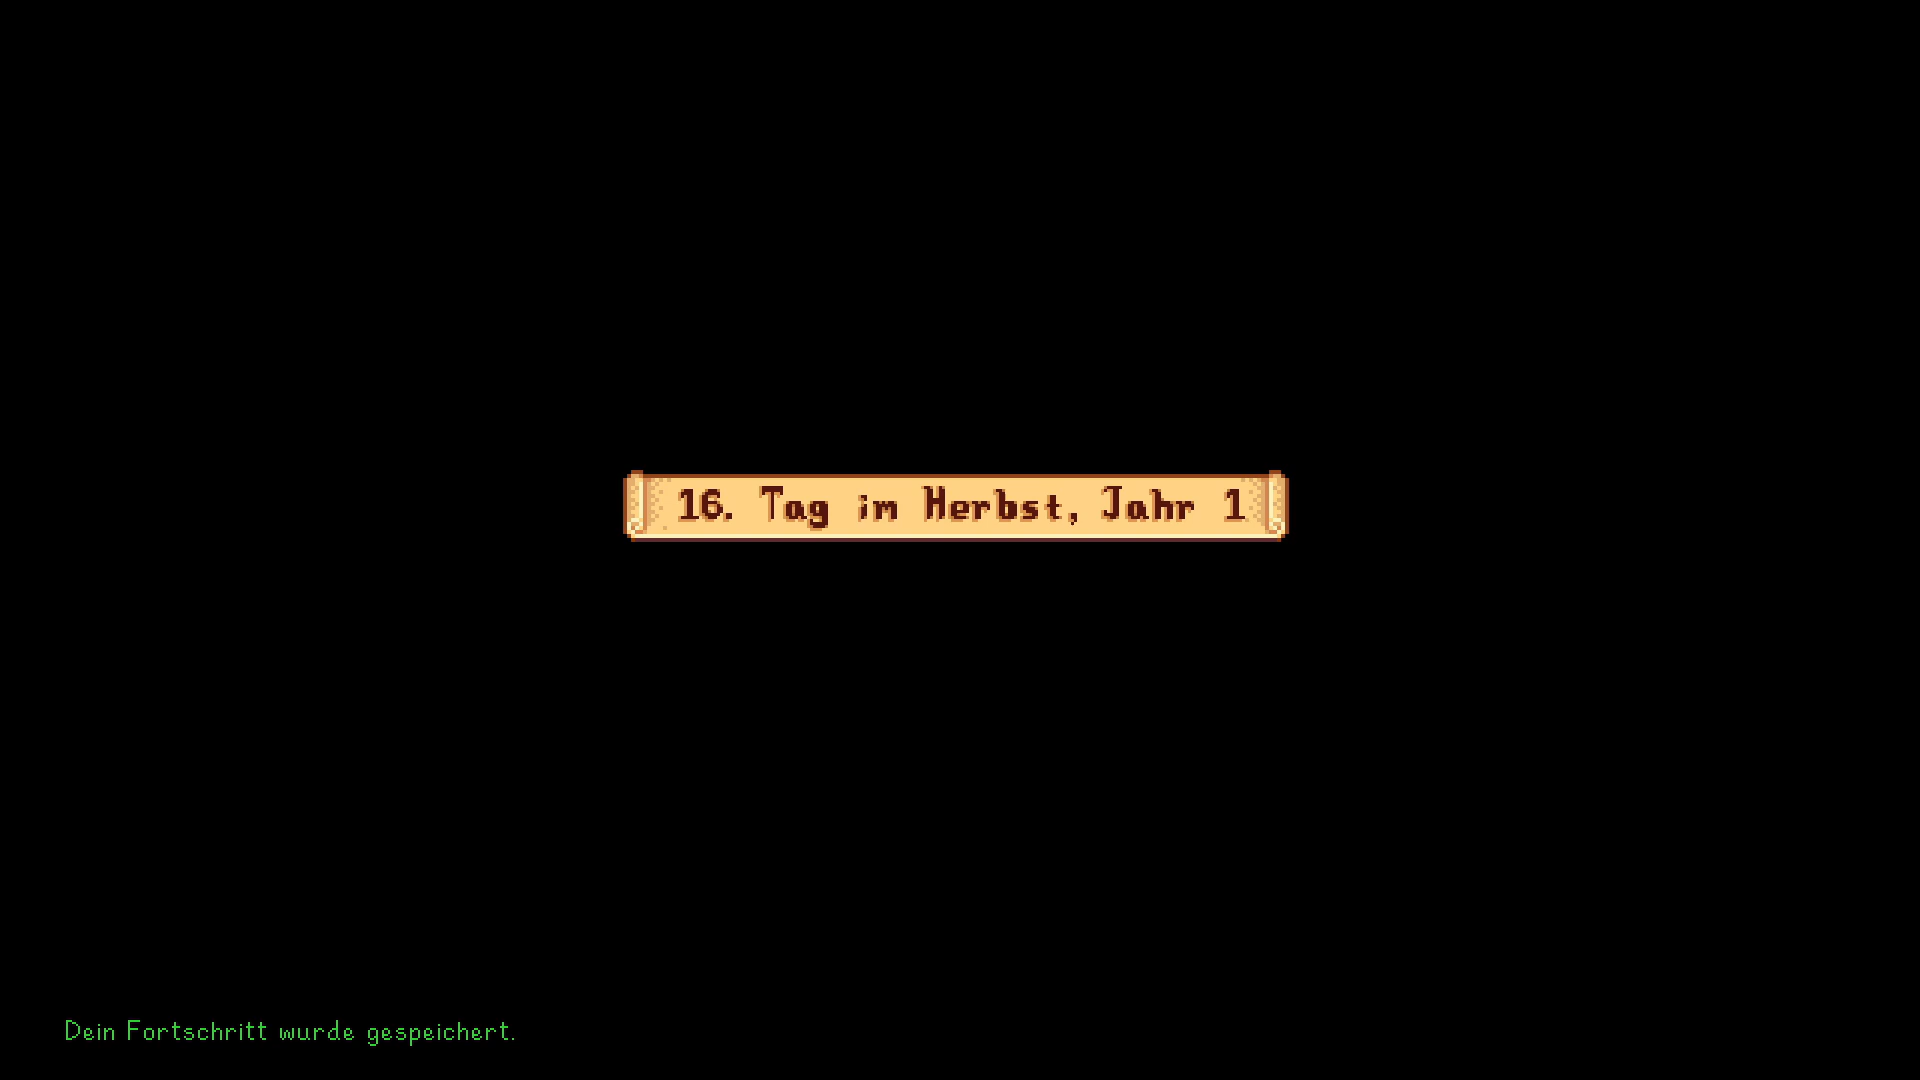 16. Tag im Herbst, Jahr 1
Dein Fortschritt wurde gespeichert.